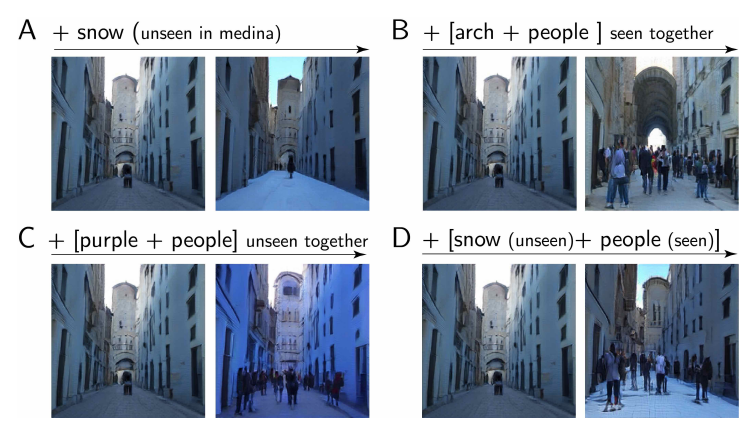 A + snow (unseen in medina)
B + [arch + people ] seen together
C + [purple + people] unseen together
D + [snow (unseen)+ people (seen)]